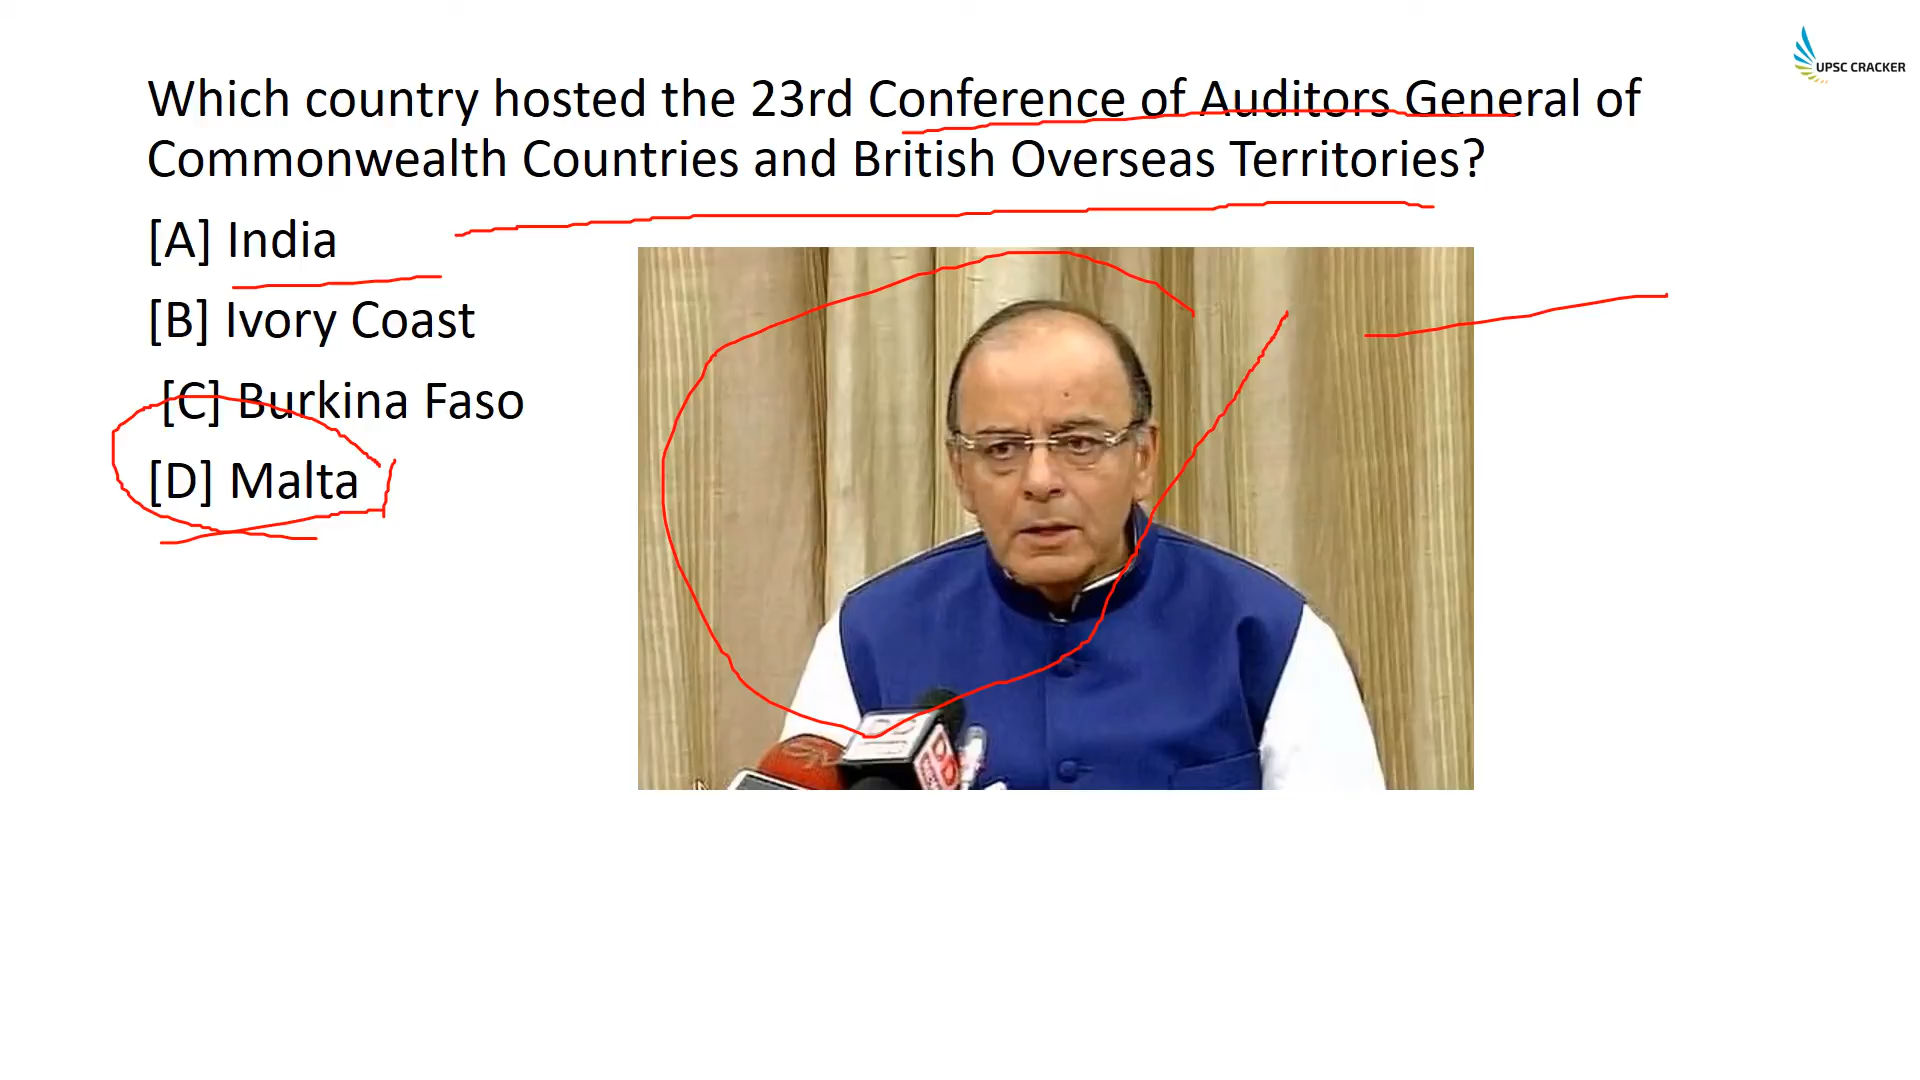 UPSC CRACKER
Which country hosted the 23rd Conference of Auditors General of
Commonwealth Countries and British Overseas Territories?
[A] India
[B] Ivory Coast
[C] Burkina Faso
[D] Malta